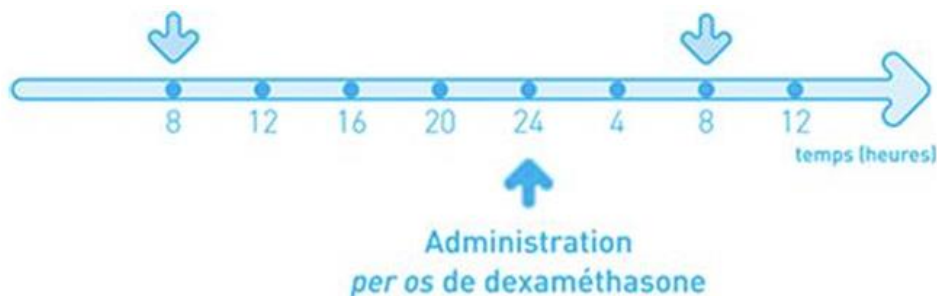 8 12 16 20 24 4 8 12
temps (heures)
Administration
per os de dexaméthasone